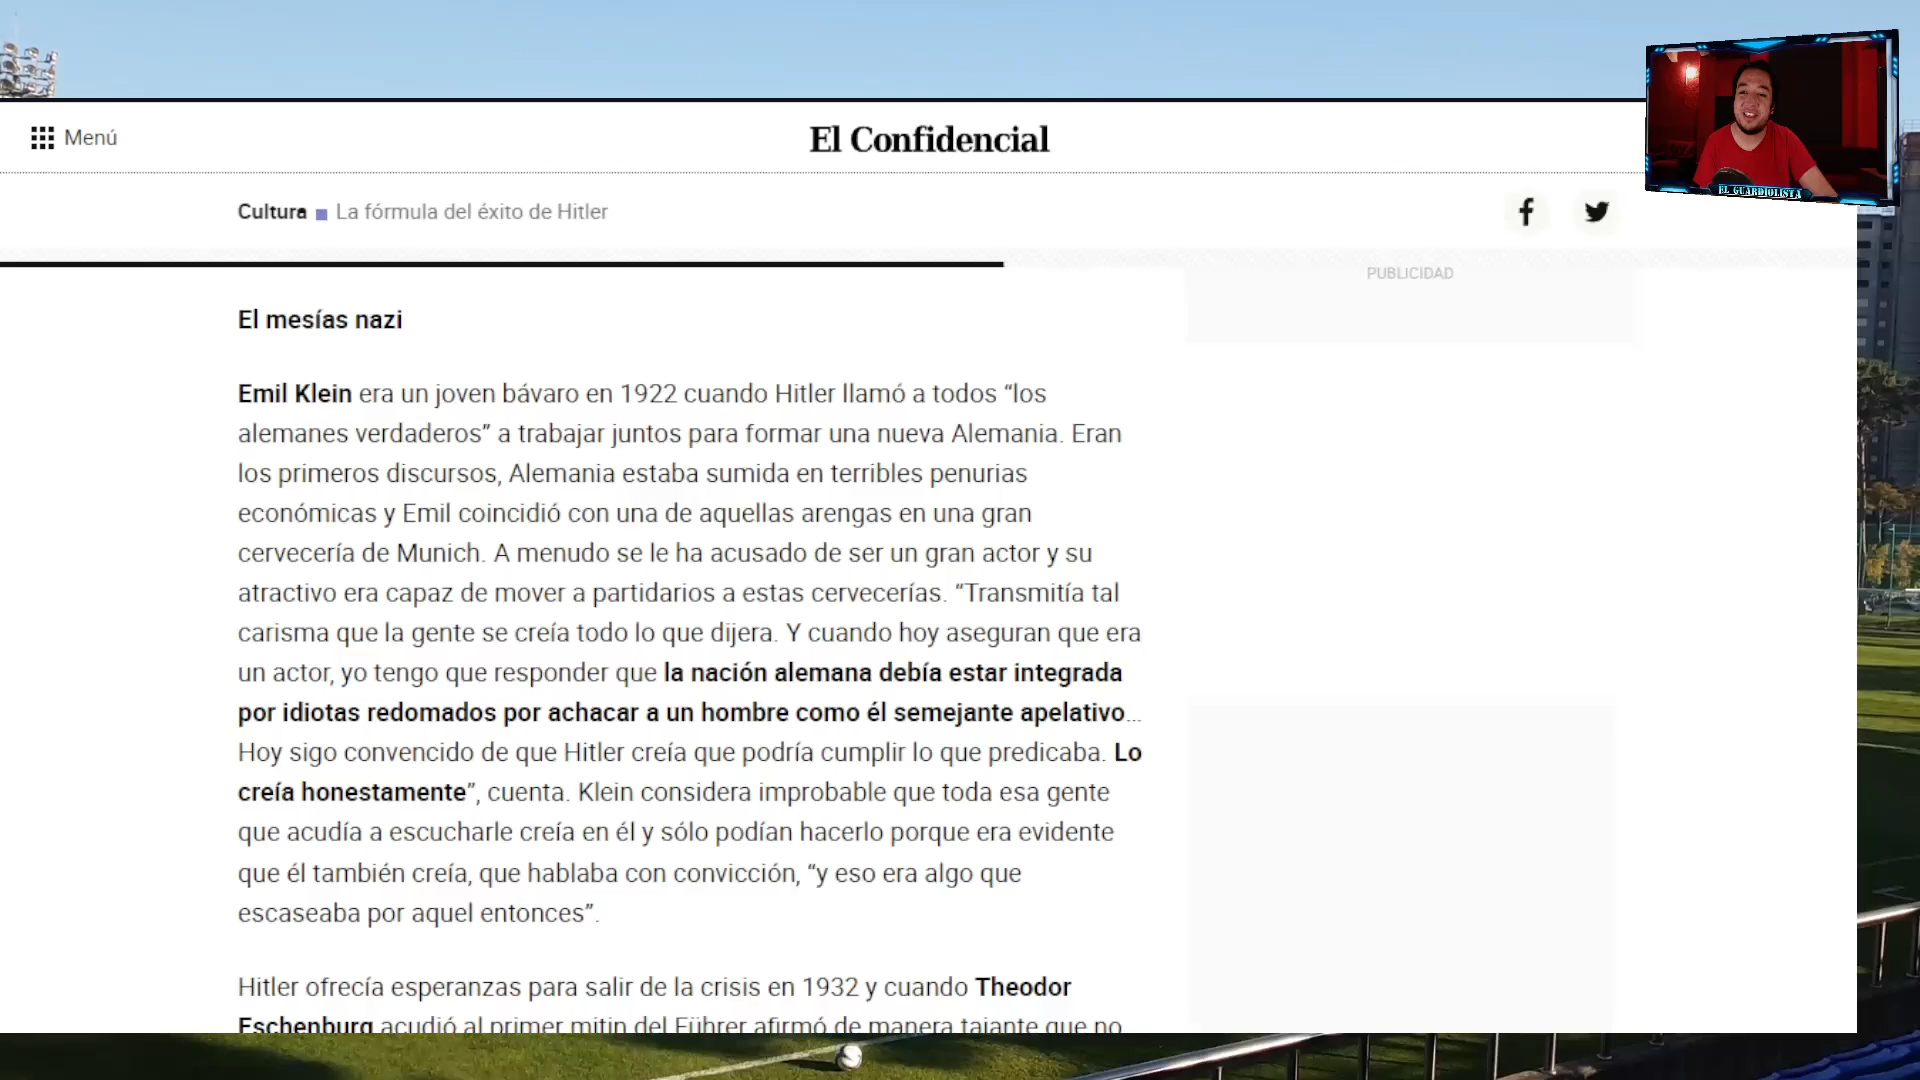 Menú
El Confidencial
EL GUARDIOLISTA
Cultura La fórmula del éxito de Hitler
PUBLICIDAD
El mesías nazi
Emil Klein era un joven bávaro en 1922 cuando Hitler llamó a todos “los
alemanes verdaderos” a trabajar juntos para formar una nueva Alemania. Eran
los primeros discursos, Alemania estaba sumida en terribles penurias
económicas y Emil coincidió con una de aquellas arengas en una gran
cervecería de Munich. A menudo se le ha acusado de ser un gran actor y su
atractivo era capaz de mover a partidarios a estas cervecerías. “Transmitía tal
carisma que la gente se creía todo lo que dijera. Y cuando hoy aseguran que era
un actor, yo tengo que responder que la nación alemana debía estar integrada
por idiotas redomados por achacar a un hombre como él semejante apelativo...
Hoy sigo convencido de que Hitler creía que podría cumplir lo que predicaba. Lo
creía honestamente”, cuenta. Klein considera improbable que toda esa gente
que acudía a escucharle creía en él y sólo podían hacerlo porque era evidente
que él también creía, que hablaba con convicción, “y eso era algo que
escaseaba por aquel entonces”.
Hitler ofrecía esperanzas para salir de la crisis en 1932 y cuando Theodor
Eschenburg acudió al primer mitin del Führer afirmó de manera tajante que no